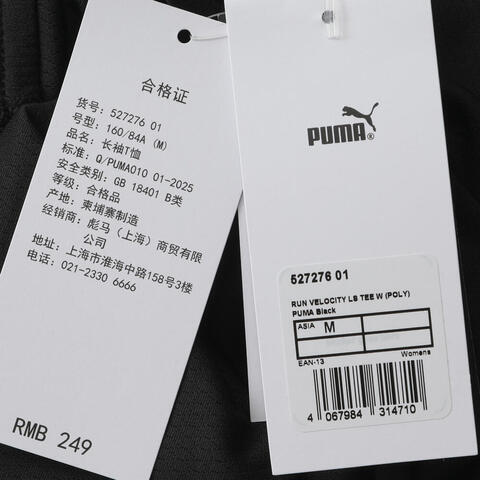 合格证
货号: 527276 01
号型: 160/84A (M)
品名: 长袖T恤
标准: Q/PUMA010 01-2025
安全类别: GB 18401 B类
等级: 合格品
产地: 柬埔寨制造
经销商: 彪马(上海)商贸有限
公司
地址: 上海市淮海中路158号3楼
电话: 021-2330 6666
RMB 249
PUMA®
527276 01
RUN VELOCITY LS TEE W (POLY)
PUMA Black
ASIA M
EAN-13 Womens
4 067984 314710